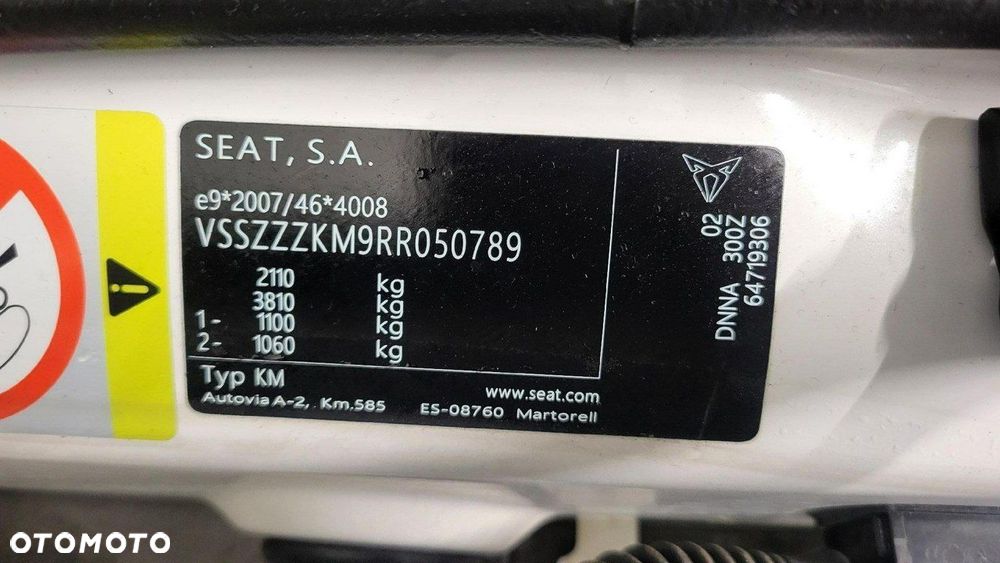 SEAT, S.A.
e9*2007/46*4008
VSSZZZKM9RR050789
2110 kg
3810 kg
1- 1100 kg
2- 1060 kg
Typ KM
www.seat.com
Autovia A-2, Km.585 ES-08760 Martorell
02
DNNA 300Z
64719306
OTOMOTO